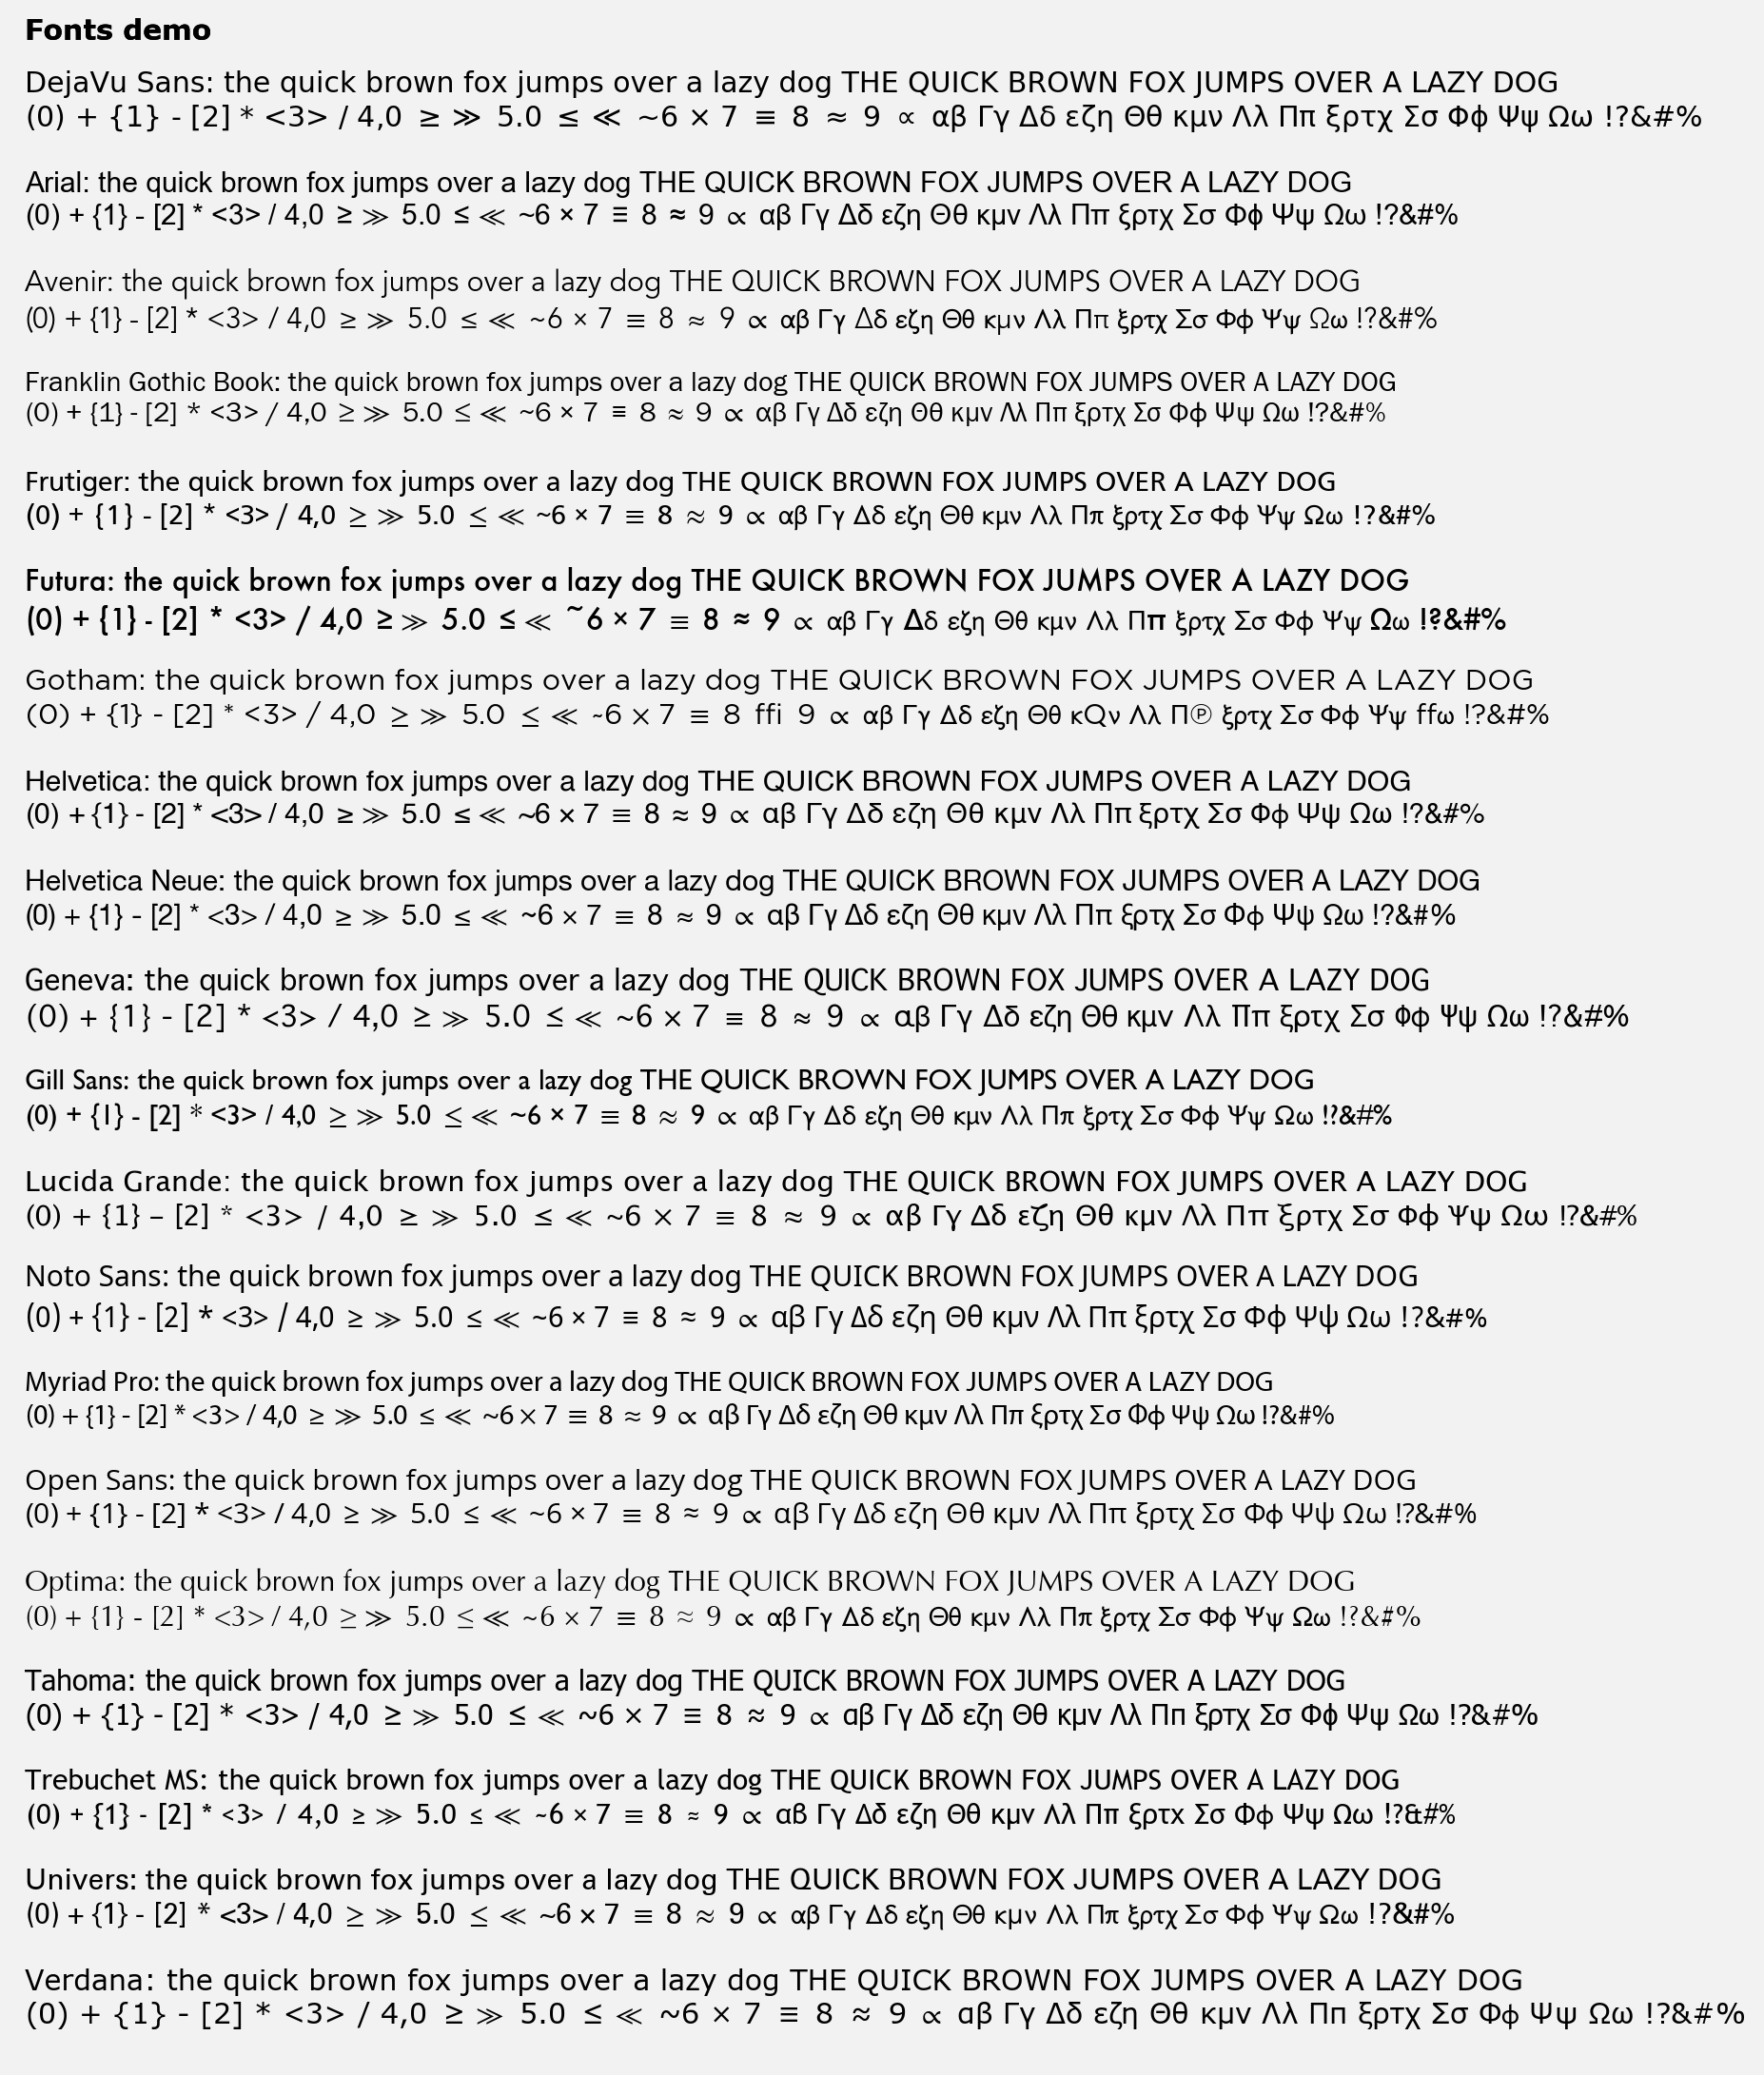 Fonts demo
DejaVu Sans: the quick brown fox jumps over a lazy dog THE QUICK BROWN FOX JUMPS OVER A LAZY DOG
(0) + {1} - [2] * <3> / 4,0 ≥ ≫ 5.0 ≤ ≪ ~6 × 7 ≡ 8 ≈ 9 ∝ αβ Γγ Δδ εζη Θθ κμν Λλ Ππ ξρτχ Σσ Φϕ Ψψ Ωω !?&#%
Arial: the quick brown fox jumps over a lazy dog THE QUICK BROWN FOX JUMPS OVER A LAZY DOG
(0) + {1} - [2] * <3> / 4,0 ≥ ≫ 5.0 ≤ ≪ ~6 × 7 ≡ 8 ≈ 9 ∝ αβ Γγ Δδ εζη Θθ κμν Λλ Ππ ξρτχ Σσ Φϕ Ψψ Ωω !?&#%
Avenir: the quick brown fox jumps over a lazy dog THE QUICK BROWN FOX JUMPS OVER A LAZY DOG
(0) + {1} - [2] * <3> / 4,0 ≥ ≫ 5.0 ≤ ≪ ~6 × 7 ≡ 8 ≈ 9 ∝ αβ Γγ Δδ εζη Θθ κμν Λλ Ππ ξρτχ Σσ Φϕ Ψψ Ωω !?&#%
Franklin Gothic Book: the quick brown fox jumps over a lazy dog THE QUICK BROWN FOX JUMPS OVER A LAZY DOG
(0) + {1} - [2] * <3> / 4,0 ≥ ≫ 5.0 ≤ ≪ ~6 × 7 ≡ 8 ≈ 9 ∝ αβ Γγ Δδ εζη Θθ κμν Λλ Ππ ξρτχ Σσ Φϕ Ψψ Ωω !?&#%
Frutiger: the quick brown fox jumps over a lazy dog THE QUICK BROWN FOX JUMPS OVER A LAZY DOG
(0) + {1} - [2] * <3> / 4,0 ≥ ≫ 5.0 ≤ ≪ ~6 × 7 ≡ 8 ≈ 9 ∝ αβ Γγ Δδ εζη Θθ κμν Λλ Ππ ξρτχ Σσ Φϕ Ψψ Ωω !?&#%
Futura: the quick brown fox jumps over a lazy dog THE QUICK BROWN FOX JUMPS OVER A LAZY DOG
(0) + {1} - [2] * <3> / 4,0 ≥ ≫ 5.0 ≤ ≪ ~6 × 7 ≡ 8 ≈ 9 ∝ αβ Γγ Δδ εζη Θθ κμν Λλ Ππ ξρτχ Σσ Φϕ Ψψ Ωω !?&#%
Gotham: the quick brown fox jumps over a lazy dog THE QUICK BROWN FOX JUMPS OVER A LAZY DOG
(0) + {1} - [2] * <3> / 4,0 ≥ ≫ 5.0 ≤ ≪ ~6 × 7 ≡ 8 ffi 9 ∝ αβ Γγ Δδ εζη Θθ κQν Λλ Π℗ ξρτχ Σσ Φϕ Ψψ ffω !?&#%
Helvetica: the quick brown fox jumps over a lazy dog THE QUICK BROWN FOX JUMPS OVER A LAZY DOG
(0) + {1} - [2] * <3> / 4,0 ≥ ≫ 5.0 ≤ ≪ ~6 × 7 ≡ 8 ≈ 9 ∝ αβ Γγ Δδ εζη Θθ κμν Λλ Ππ ξρτχ Σσ Φϕ Ψψ Ωω !?&#%
Helvetica Neue: the quick brown fox jumps over a lazy dog THE QUICK BROWN FOX JUMPS OVER A LAZY DOG
(0) + {1} - [2] * <3> / 4,0 ≥ ≫ 5.0 ≤ ≪ ~6 × 7 ≡ 8 ≈ 9 ∝ αβ Γγ Δδ εζη Θθ κμν Λλ Ππ ξρτχ Σσ Φϕ Ψψ Ωω !?&#%
Geneva: the quick brown fox jumps over a lazy dog THE QUICK BROWN FOX JUMPS OVER A LAZY DOG
(0) + {1} - [2] * <3> / 4,0 ≥ ≫ 5.0 ≤ ≪ ~6 × 7 ≡ 8 ≈ 9 ∝ αβ Γγ Δδ εζη Θθ κμν Λλ Ππ ξρτχ Σσ Φϕ Ψψ Ωω !?&#%
Gill Sans: the quick brown fox jumps over a lazy dog THE QUICK BROWN FOX JUMPS OVER A LAZY DOG
(0) + {1} - [2] * <3> / 4,0 ≥ ≫ 5.0 ≤ ≪ ~6 × 7 ≡ 8 ≈ 9 ∝ αβ Γγ Δδ εζη Θθ κμν Λλ Ππ ξρτχ Σσ Φϕ Ψψ Ωω !?&#%
Lucida Grande: the quick brown fox jumps over a lazy dog THE QUICK BROWN FOX JUMPS OVER A LAZY DOG
(0) + {1} – [2] * <3> / 4,0 ≥ ≫ 5.0 ≤ ≪ ~6 × 7 ≡ 8 ≈ 9 ∝ αβ Γγ Δδ εζη Θθ κμν Λλ Ππ ξρτχ Σσ Φϕ Ψψ Ωω !?&#%
Noto Sans: the quick brown fox jumps over a lazy dog THE QUICK BROWN FOX JUMPS OVER A LAZY DOG
(0) + {1} - [2] * <3> / 4,0 ≥ ≫ 5.0 ≤ ≪ ~6 × 7 ≡ 8 ≈ 9 ∝ αβ Γγ Δδ εζη Θθ κμν Λλ Ππ ξρτχ Σσ Φϕ Ψψ Ωω !?&#%
Myriad Pro: the quick brown fox jumps over a lazy dog THE QUICK BROWN FOX JUMPS OVER A LAZY DOG
(0) + {1} - [2] * <3> / 4,0 ≥ ≫ 5.0 ≤ ≪ ~6 × 7 ≡ 8 ≈ 9 ∝ αβ Γγ Δδ εζη Θθ κμν Λλ Ππ ξρτχ Σσ Φϕ Ψψ Ωω !?&#%
Open Sans: the quick brown fox jumps over a lazy dog THE QUICK BROWN FOX JUMPS OVER A LAZY DOG
(0) + {1} - [2] * <3> / 4,0 ≥ ≫ 5.0 ≤ ≪ ~6 × 7 ≡ 8 ≈ 9 ∝ αβ Γγ Δδ εζη Θθ κμν Λλ Ππ ξρτχ Σσ Φϕ Ψψ Ωω !?&#%
Optima: the quick brown fox jumps over a lazy dog THE QUICK BROWN FOX JUMPS OVER A LAZY DOG
(0) + {1} - [2] * <3> / 4,0 ≥ ≫ 5.0 ≤ ≪ ~6 × 7 ≡ 8 ≈ 9 ∝ αβ Γγ Δδ εζη Θθ κμν Λλ Ππ ξρτχ Σσ Φϕ Ψψ Ωω !?&#%
Tahoma: the quick brown fox jumps over a lazy dog THE QUICK BROWN FOX JUMPS OVER A LAZY DOG
(0) + {1} - [2] * <3> / 4,0 ≥ ≫ 5.0 ≤ ≪ ~6 × 7 ≡ 8 ≈ 9 ∝ αβ Γγ Δδ εζη Θθ κμν Λλ Ππ ξρτχ Σσ Φϕ Ψψ Ωω !?&#%
Trebuchet MS: the quick brown fox jumps over a lazy dog THE QUICK BROWN FOX JUMPS OVER A LAZY DOG
(0) + {1} - [2] * <3> / 4,0 ≥ ≫ 5.0 ≤ ≪ ~6 × 7 ≡ 8 ≈ 9 ∝ αβ Γγ Δδ εζη Θθ κμν Λλ Ππ ξρτχ Σσ Φϕ Ψψ Ωω !?&#%
Univers: the quick brown fox jumps over a lazy dog THE QUICK BROWN FOX JUMPS OVER A LAZY DOG
(0) + {1} - [2] * <3> / 4,0 ≥ ≫ 5.0 ≤ ≪ ~6 × 7 ≡ 8 ≈ 9 ∝ αβ Γγ Δδ εζη Θθ κμν Λλ Ππ ξρτχ Σσ Φϕ Ψψ Ωω !?&#%
Verdana: the quick brown fox jumps over a lazy dog THE QUICK BROWN FOX JUMPS OVER A LAZY DOG
(0) + {1} - [2] * <3> / 4,0 ≥ ≫ 5.0 ≤ ≪ ~6 × 7 ≡ 8 ≈ 9 ∝ αβ Γγ Δδ εζη Θθ κμν Λλ Ππ ξρτχ Σσ Φϕ Ψψ Ωω !?&#%